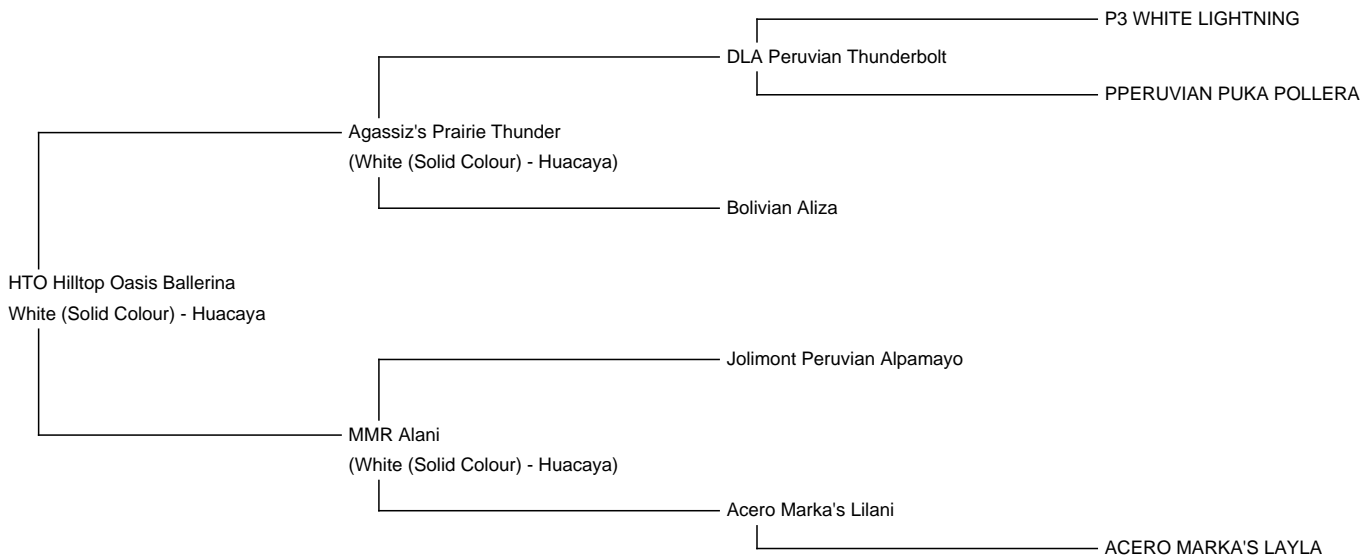 P3 WHITE LIGHTNING
DLA Peruvian Thunderbolt
PPERUVIAN PUKA POLLERA
Agassiz's Prairie Thunder
(White (Solid Colour) - Huacaya)
Bolivian Aliza
HTO Hilltop Oasis Ballerina
White (Solid Colour) - Huacaya
Jolimont Peruvian Alpamayo
MMR Alani
(White (Solid Colour) - Huacaya)
Acero Marka's Lilani
ACERO MARKA'S LAYLA